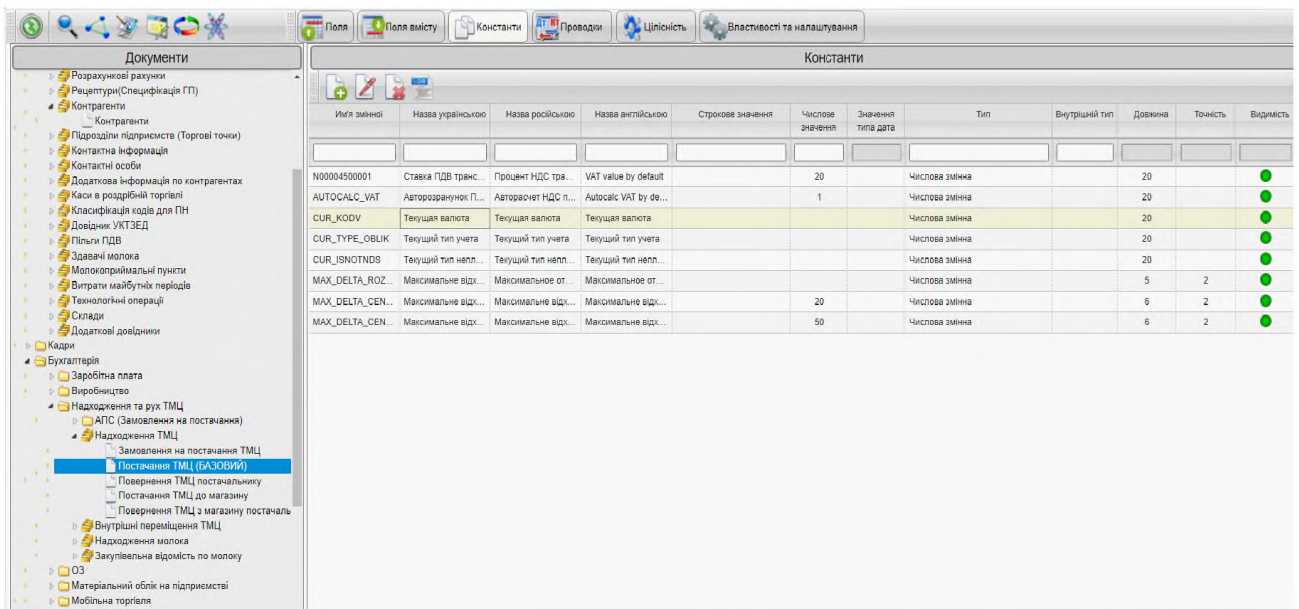 Поля Поля вмісту Константи ДТ КТ Проводки Цілісність Властивості та налаштування
Документи
Розрахункові рахунки
Рецептури(Специфікація ГП)
Контрагенти
Контрагенти
Підрозділи підприємств (Торгові точки)
Контактна інформація
Контактні особи
Додаткова інформація по контрагентах
Каси в роздрібній торгівлі
Класифікація кодів для ПН
Довідник УКТЗЕД
Пільги ПДВ
Здавачі молока
Молокоприймальні пункти
Витрати майбутніх періодів
Технологічні операції
Склади
Додаткові довідники
Кадри
Бухгалтерія
Заробітна плата
Виробництво
Надходження та рух ТМЦ
АПС (Замовлення на постачання)
Надходження ТМЦ
Замовлення на постачання ТМЦ
Постачання ТМЦ (БАЗОВИЙ)
Повернення ТМЦ постачальнику
Постачання ТМЦ до магазину
Повернення ТМЦ з магазину постачаль
Внутрішні переміщення ТМЦ
Надходження молока
Закупівельна відомість по молоку
ОЗ
Матеріальний облік на підприємстві
Мобільна торгівля
Константи
Им'я змінної Назва українською Назва російською Назва англійською Строкове значення Числове значення Значення типа дата Тип Внутрішній тип Довжина Точність Видимість
N00004500001 Ставка ПДВ транс... Процент НДС тра... VAT value by default 20 Числова змінна 20
AUTOCALC_VAT Авторозранунок П... Авторасчет НДС п... Autocalc VAT by de... 1 Числова змінна 20
CUR_KODV Текущая валюта Текущая валюта Текущая валюта Числова змінна 20
CUR_TYPE_OBLIK Текущий тип учета Текущий тип учета Текущий тип учета Числова змінна 20
CUR_ISNOTNDS Текущий тип непл... Текущий тип непл... Текущий тип непл... Числова змінна 20
MAX_DELTA_ROZ... Максимальне відх... Максимальное от... Максимальное от... Числова змінна 5 2
MAX_DELTA_CEN... Максимальне відх... Максимальне відх... Максимальне відх... 20 Числова змінна 6 2
MAX_DELTA_CEN... Максимальне відх... Максимальне відх... Максимальне відх... 50 Числова змінна 6 2